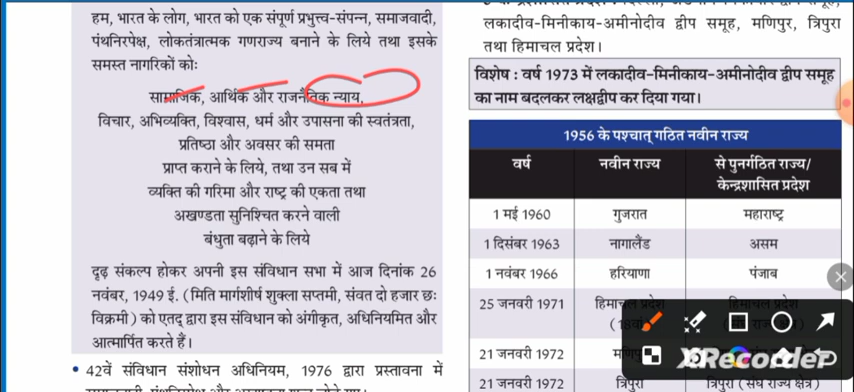 हम, भारत के लोग, भारत को एक संपूर्ण प्रभुत्त्व-संपन्न, समाजवादी,
पंथनिरपेक्ष, लोकतंत्रात्मक गणराज्य बनाने के लिये तथा इसके
समस्त नागरिकों कोः
सामाजिक, आर्थिक और राजनैतिक न्याय,
विचार, अभिव्यक्ति, विश्वास, धर्म और उपासना की स्वतंत्रता,
प्रतिष्ठा और अवसर की समता
प्राप्त कराने के लिये, तथा उन सब में
व्यक्ति की गरिमा और राष्ट्र की एकता तथा
अखण्डता सुनिश्चित करने वाली
बंधुता बढ़ाने के लिये
दृढ़ संकल्प होकर अपनी इस संविधान सभा में आज दिनांक 26
नवंबर, 1949 ई. (मिति मार्गशीर्ष शुक्ला सप्तमी, संवत दो हजार छः
विक्रमी) को एतद् द्वारा इस संविधान को अंगीकृत, अधिनियमित और
आत्मार्पित करते हैं।
• 42वें संविधान संशोधन अधिनियम, 1976 द्वारा प्रस्तावना में
लकादीव-मिनीकाय-अमीनोदीव द्वीप समूह, मणिपुर, त्रिपुरा
तथा हिमाचल प्रदेश।
विशेष : वर्ष 1973 में लकादीव-मिनीकाय-अमीनोदीव द्वीप समूह
का नाम बदलकर लक्षद्वीप कर दिया गया।
1956 के पश्चात् गठित नवीन राज्य
वर्ष नवीन राज्य से पुनर्गठित राज्य/
केन्द्रशासित प्रदेश
1 मई 1960 गुजरात महाराष्ट्र
1 दिसंबर 1963 नागालैंड असम
1 नवंबर 1966 हरियाणा पंजाब
25 जनवरी 1971 हिमाचल प्रदेश हिमाचल प्रदेश
(18वां
21 जनवरी 1972
21 जनवरी 1972 त्रिपुरा त्रिपुरा (संघ राज्य क्षेत्र)
XRecorder